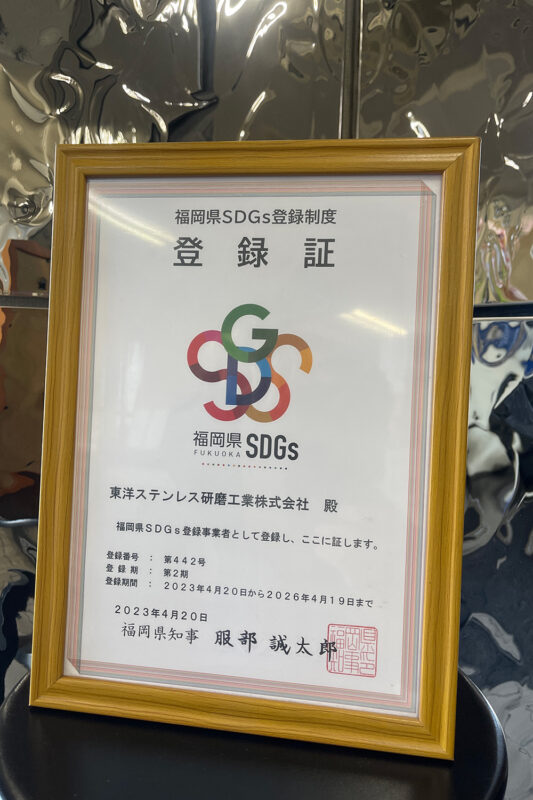 福岡県SDGs登録制度
登録証
SDGs
福岡県 SDGs
FUKUOKA
東洋ステンレス研磨工業株式会社 殿
福岡県SDGs登録事業者として登録し、ここに証します。
登録番号 : 第442号
登録期 : 第2期
登録期間 : 2023年4月20日から2026年4月19日まで
2023年4月20日
福岡県知事 服部 誠太郎